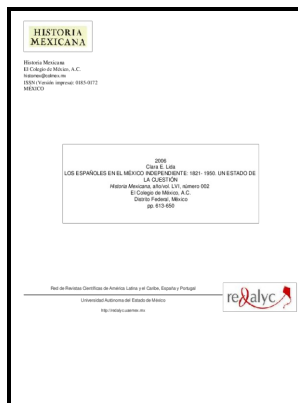 HISTORIA
MEXICANA
Historia Mexicana
El Colegio de México, A.C.
histomex@colmex.mx
ISSN (Versión impresa): 0185-0172
MÉXICO
2006
Clara E. Lida
LOS ESPAÑOLES EN EL MÉXICO INDEPENDIENTE: 1821- 1950. UN ESTADO DE
LA CUESTIÓN
Historia Mexicana, año/vol. LVI, número 002
El Colegio de México, A.C.
Distrito Federal, México
pp. 613-650
Red de Revistas Científicas de América Latina y el Caribe, España y Portugal
Universidad Autónoma del Estado de México
http://redalyc.uaemex.mx
redalyc